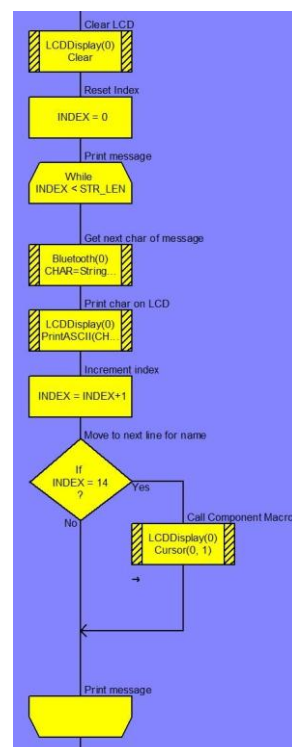 Clear LCD
LCDDisplay(0)
Clear
Reset Index
INDEX = 0
Print message
While
INDEX < STR_LEN
Get next char of message
Bluetooth(0)
CHAR=String...
Print char on LCD
LCDDisplay(0)
PrintASCII(CH...
Increment index
INDEX = INDEX+1
Move to next line for name
If
INDEX = 14
?
Yes
No
Call Component Macro
LCDDisplay(0)
Cursor(0, 1)
Print message